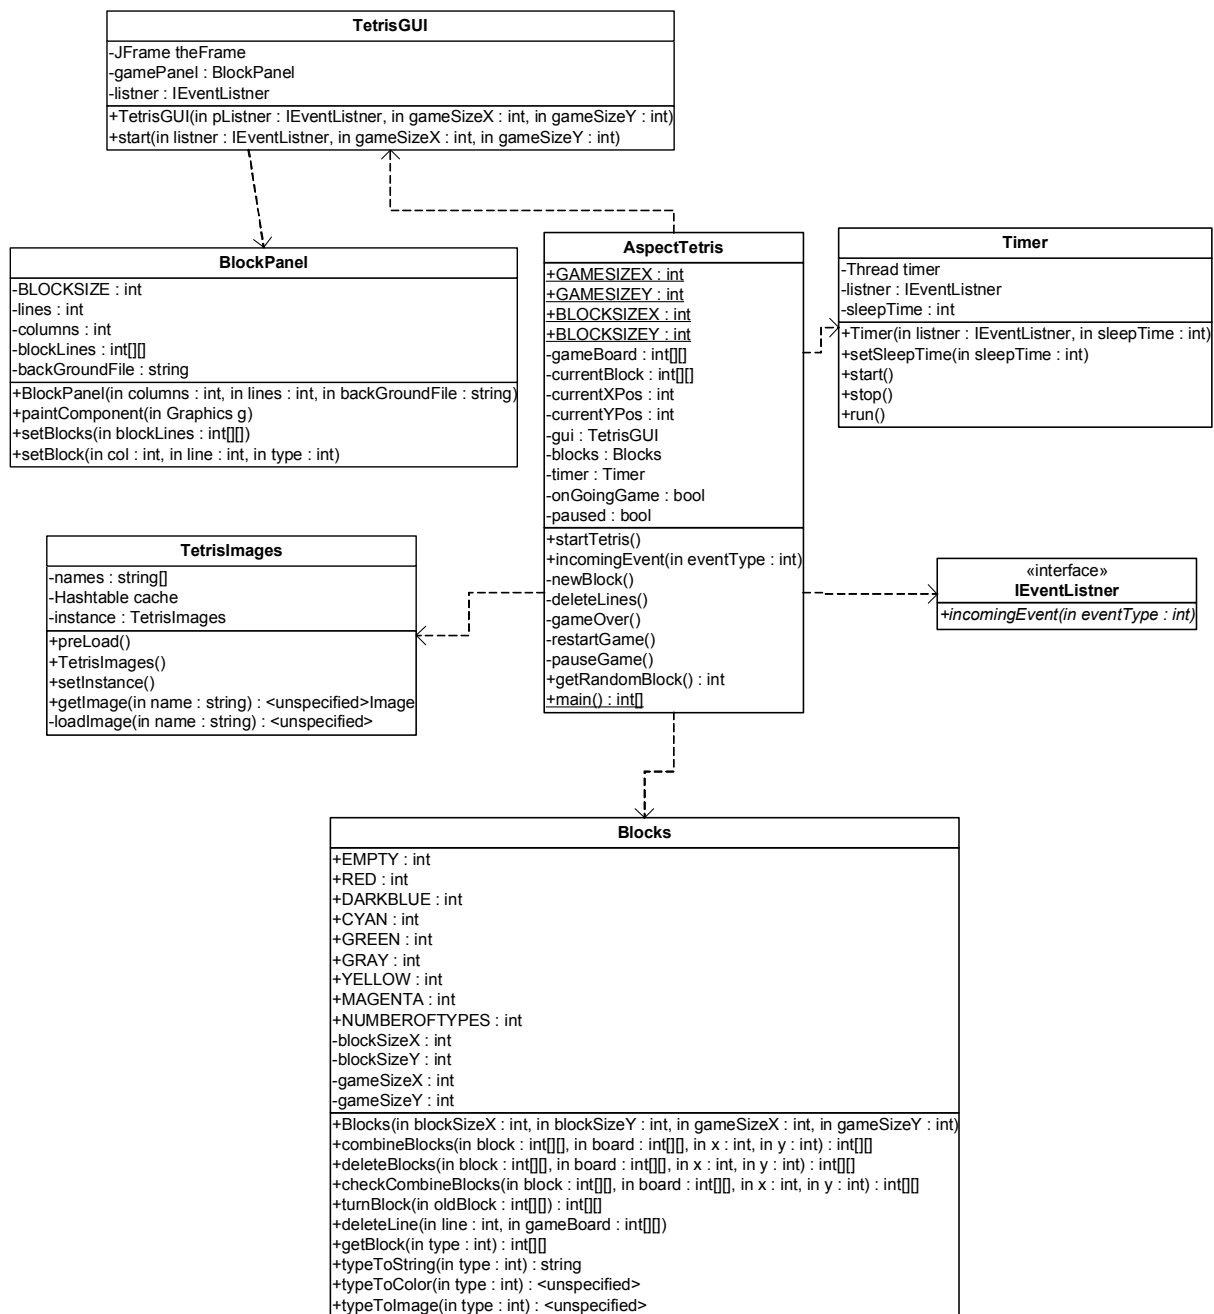 TetrisGUI
-JFrame theFrame
-gamePanel : BlockPanel
-listner : IEventListner
+TetrisGUI(in pListner : IEventListner, in gameSizeX : int, in gameSizeY : int)
+start(in listner : IEventListner, in gameSizeX : int, in gameSizeY : int)
BlockPanel
-BLOCKSIZE : int
-lines : int
-columns : int
-blockLines : int[][]
-backGroundFile : string
+BlockPanel(in columns : int, in lines : int, in backGroundFile : string)
+paintComponent(in Graphics g)
+setBlocks(in blockLines : int[][])
+setBlock(in col : int, in line : int, in type : int)
AspectTetris
+GAMESIZEX : int
+GAMESIZEY : int
+BLOCKSIZEX : int
+BLOCKSIZEY : int
-gameBoard : int[][]
-currentBlock : int[][]
-currentXPos : int
-currentYPos : int
-gui : TetrisGUI
-blocks : Blocks
-timer : Timer
-onGoingGame : bool
-paused : bool
+startTetris()
+incomingEvent(in eventType : int)
-newBlock()
-deleteLines()
-gameOver()
-restartGame()
-pauseGame()
+getRandomBlock() : int
+main() : int[]
Timer
-Thread timer
-listner : IEventListner
-sleepTime : int
+Timer(in listner : IEventListner, in sleepTime : int)
+setSleepTime(in sleepTime : int)
+start()
+stop()
+run()
TetrisImages
-names : string[]
-Hashtable cache
-instance : TetrisImages
+preLoad()
+TetrisImages()
+setInstance()
+getImage(in name : string) : <unspecified>Image
-loadImage(in name : string) : <unspecified>
«interface»
IEventListner
+incomingEvent(in eventType : int)
Blocks
+EMPTY : int
+RED : int
+DARKBLUE : int
+CYAN : int
+GREEN : int
+GRAY : int
+YELLOW : int
+MAGENTA : int
+NUMBEROFTYPES : int
-blockSizeX : int
-blockSizeY : int
-gameSizeX : int
-gameSizeY : int
+Blocks(in blockSizeX : int, in blockSizeY : int, in gameSizeX : int, in gameSizeY : int)
+combineBlocks(in block : int[][], in board : int[][], in x : int, in y : int) : int[][]
+deleteBlocks(in block : int[][], in board : int[][], in x : int, in y : int) : int[][]
+checkCombineBlocks(in block : int[][], in board : int[][], in x : int, in y : int) : int[][]
+turnBlock(in oldBlock : int[][]) : int[][]
+deleteLine(in line : int, in gameBoard : int[][])
+getBlock(in type : int) : int[][]
+typeToString(in type : int) : string
+typeToColor(in type : int) : <unspecified>
+typeToImage(in type : int) : <unspecified>